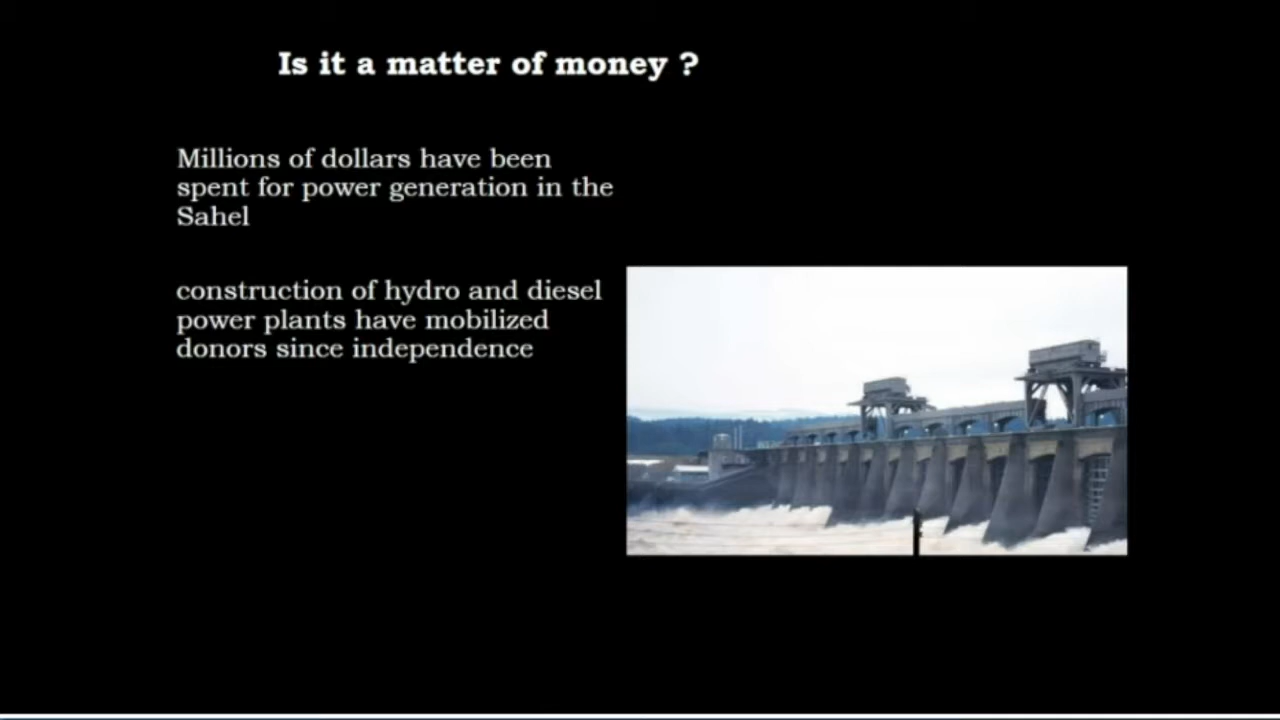 Is it a matter of money ?
Millions of dollars have been
spent for power generation in the
Sahel
construction of hydro and diesel
power plants have mobilized
donors since independence